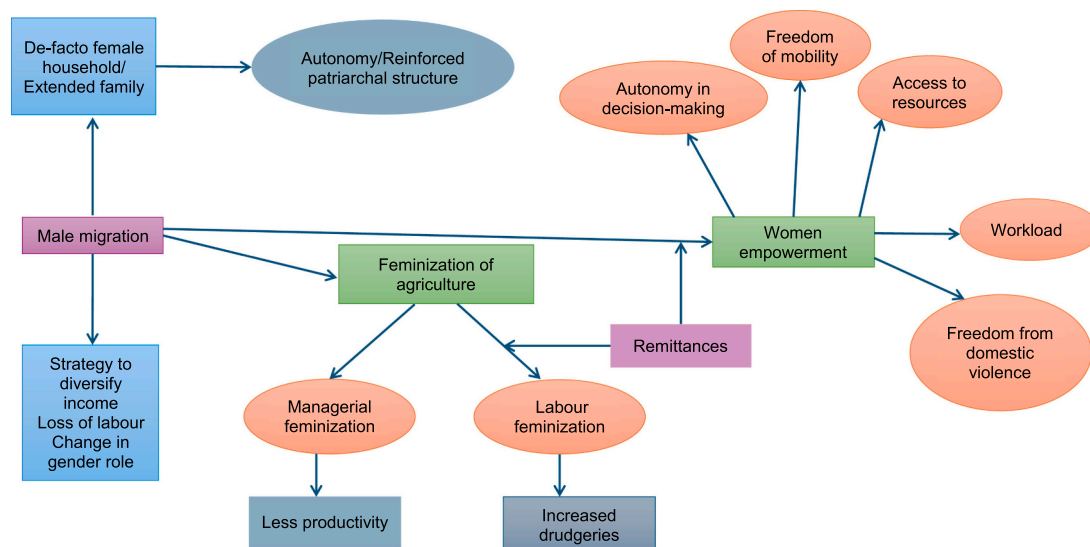 De-facto female
household/
Extended family
Autonomy/Reinforced
patriarchal structure
Freedom
of mobility
Autonomy in
decision-making
Access to
resources
Male migration
Women
empowerment
Workload
Feminization of
agriculture
Remittances
Freedom from
domestic
violence
Strategy to
diversify
income
Loss of labour
Change in
gender role
Managerial
feminization
Labour
feminization
Less productivity
Increased
drudgeries